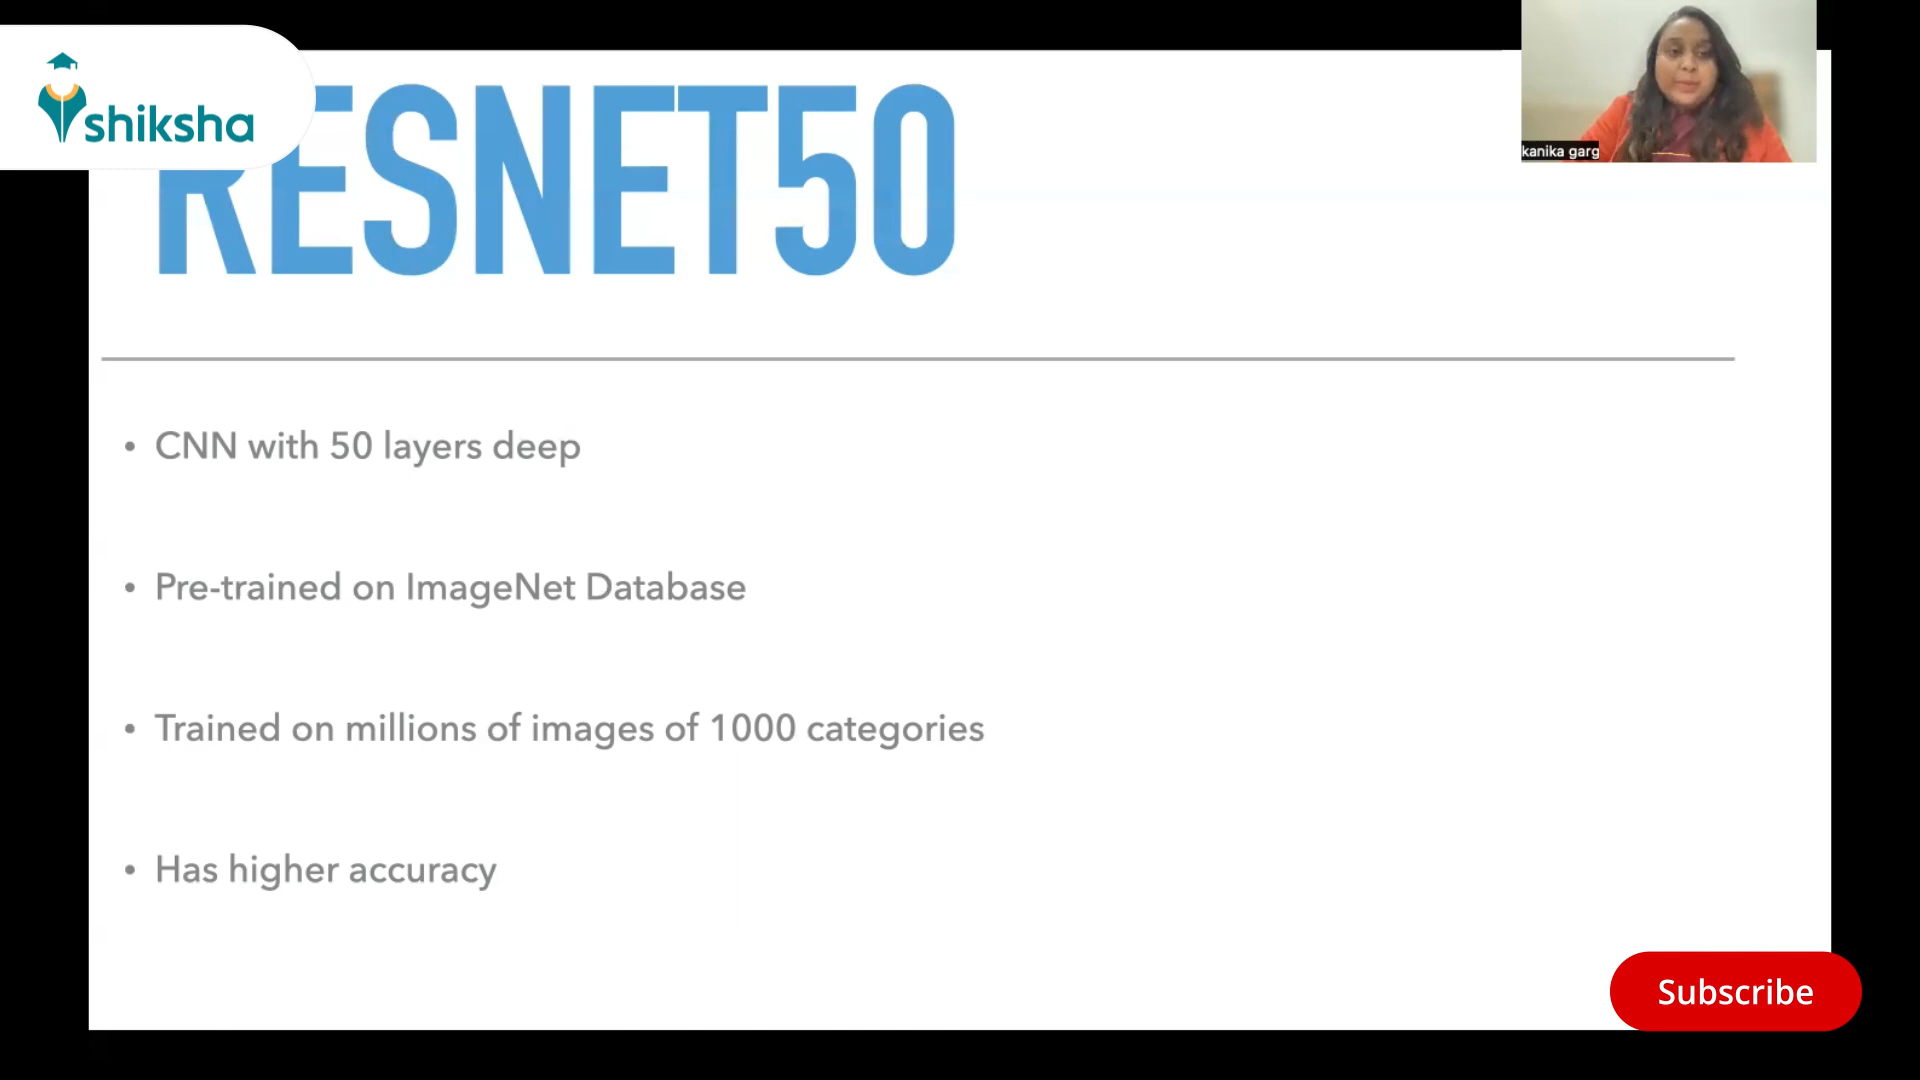 shiksha
RESNET50
kanika garg
• CNN with 50 layers deep
• Pre-trained on ImageNet Database
• Trained on millions of images of 1000 categories
• Has higher accuracy
Subscribe